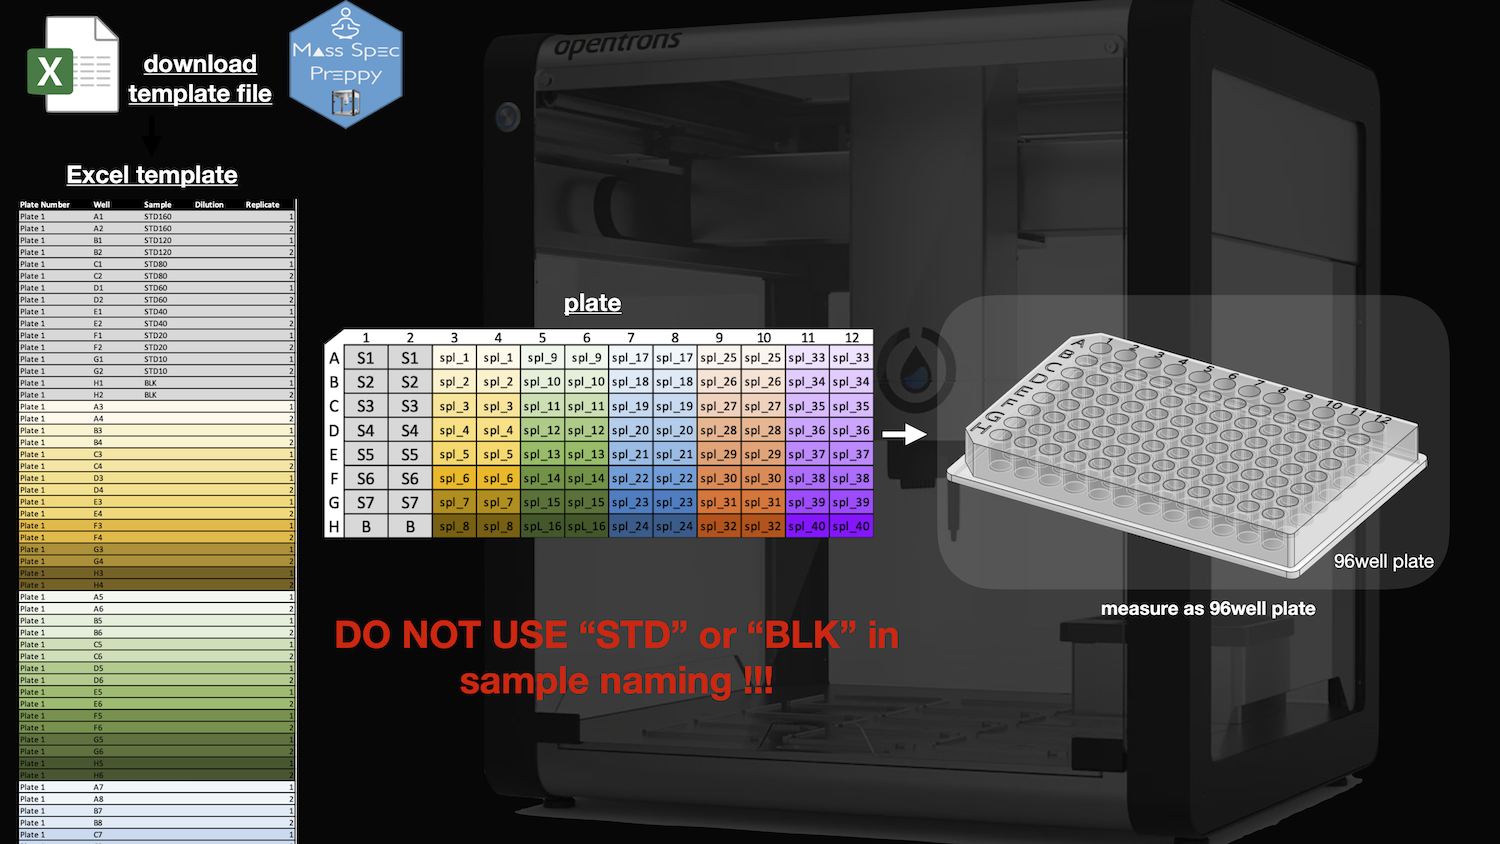 download
template file
X
Mass Spec
Preppy
opentrons
Excel template
Plate Number Well Sample Dilution Replicate
Plate 1 A1 STD160 1
Plate 1 A2 STD160 2
Plate 1 B1 STD120 1
Plate 1 B2 STD120 2
Plate 1 C1 STD80 1
Plate 1 C2 STD80 2
Plate 1 D1 STD60 1
Plate 1 D2 STD60 2
Plate 1 E1 STD40 1
Plate 1 E2 STD40 2
Plate 1 F1 STD20 1
Plate 1 F2 STD20 2
Plate 1 G1 STD10 1
Plate 1 G2 STD10 2
Plate 1 H1 BLK 1
Plate 1 H2 BLK 2
Plate 1 A3 1
Plate 1 A4 2
Plate 1 B3 1
Plate 1 B4 2
Plate 1 C3 1
Plate 1 C4 2
Plate 1 D3 1
Plate 1 D4 2
Plate 1 E3 1
Plate 1 E4 2
Plate 1 F3 1
Plate 1 F4 2
Plate 1 G3 1
Plate 1 G4 2
Plate 1 H3 1
Plate 1 H4 2
Plate 1 A5 1
Plate 1 A6 2
Plate 1 B5 1
Plate 1 B6 2
Plate 1 C5 1
Plate 1 C6 2
Plate 1 D5 1
Plate 1 D6 2
Plate 1 E5 1
Plate 1 E6 2
Plate 1 F5 1
Plate 1 F6 2
Plate 1 G5 1
Plate 1 G6 2
Plate 1 H5 1
Plate 1 H6 2
Plate 1 A7 1
Plate 1 A8 2
Plate 1 B7 1
Plate 1 B8 2
Plate 1 C7 1
plate
1 2 3 4 5 6 7 8 9 10 11 12
A S1 S1 spl_1 spl_1 spl_9 spl_9 spl_17 spl_17 spl_25 spl_25 spl_33 spl_33
B S2 S2 spl_2 spl_2 spl_10 spl_10 spl_18 spl_18 spl_26 spl_26 spl_34 spl_34
C S3 S3 spl_3 spl_3 spl_11 spl_11 spl_19 spl_19 spl_27 spl_27 spl_35 spl_35
D S4 S4 spl_4 spl_4 spl_12 spl_12 spl_20 spl_20 spl_28 spl_28 spl_36 spl_36
E S5 S5 spl_5 spl_5 spl_13 spl_13 spl_21 spl_21 spl_29 spl_29 spl_37 spl_37
F S6 S6 spl_6 spl_6 spl_14 spl_14 spl_22 spl_22 spl_30 spl_30 spl_38 spl_38
G S7 S7 spl_7 spl_7 spl_15 spl_15 spl_23 spl_23 spl_31 spl_31 spl_39 spl_39
H B B spl_8 spl_8 spl_16 spL_16 spl_24 spl_24 spl_32 spl_32 spl_40 spl_40
1 2 3 4 5 6 7 8 9 10 11 12
A
B
C
D
E
F
G
H
96well plate
measure as 96well plate
DO NOT USE “STD” or “BLK” in
sample naming !!!